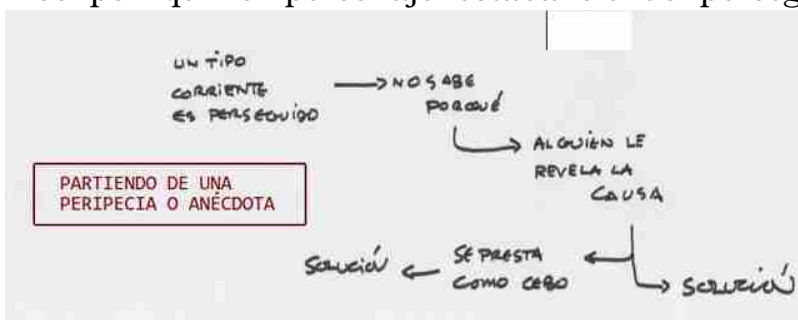 UN TIPO
CORRIENTE
ES PERSEGUIDO
NO SABE
PORQUÉ
ALGUIEN LE
REVELA LA
CAUSA
PARTIENDO DE UNA
PERIPECIA O ANÉCDOTA
SE PRESTA
COMO CEBO
SOLUCIÓN
SOLUCIÓN